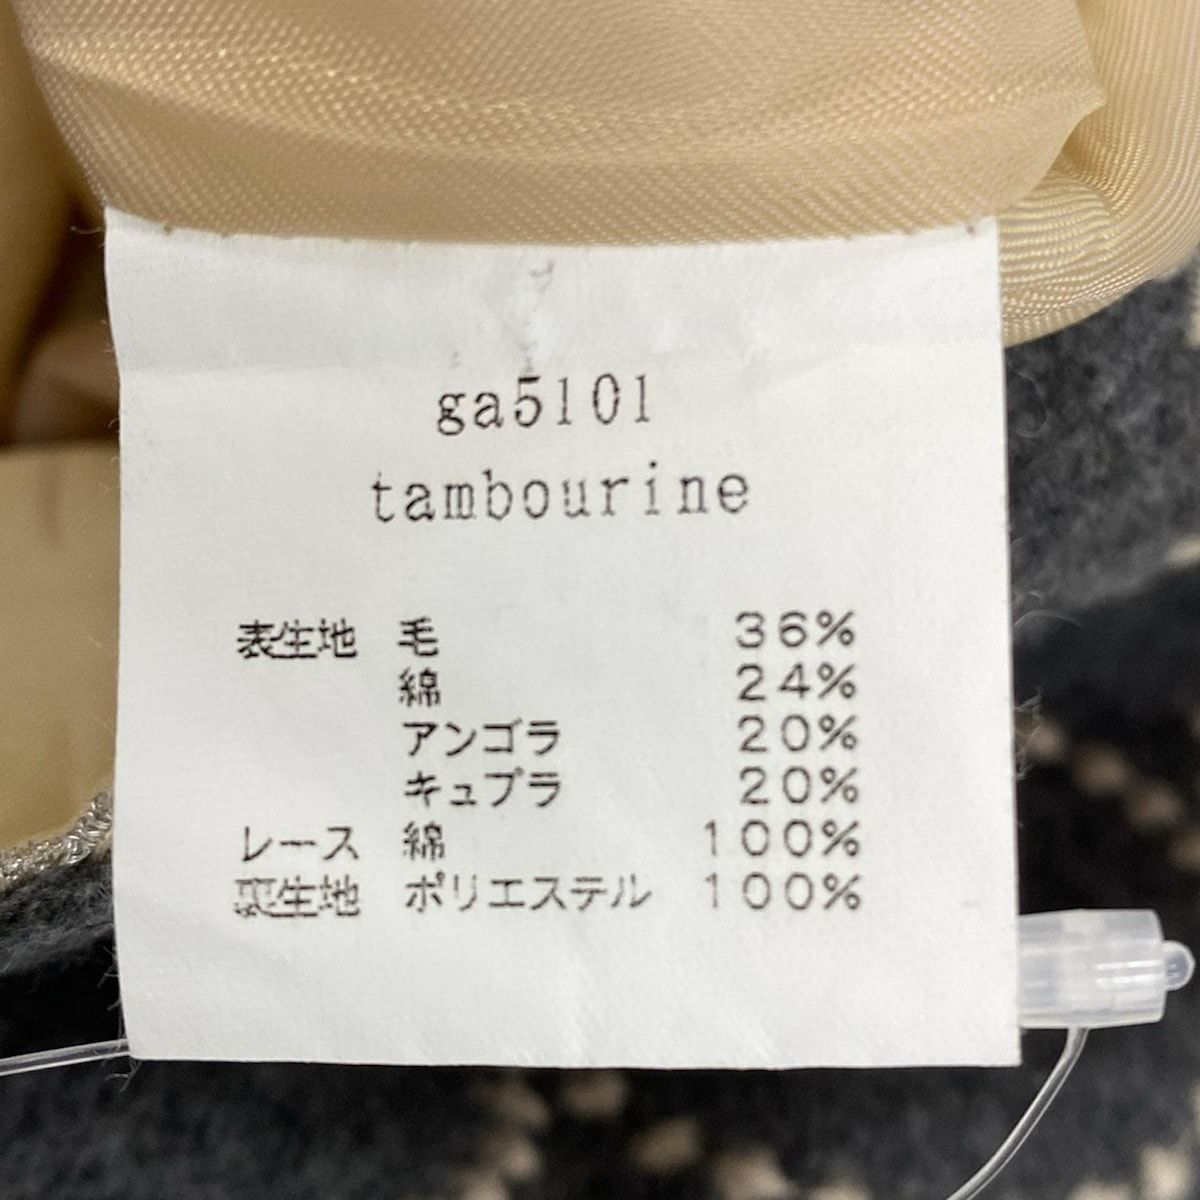 ga5101
tambourine
表生地 毛 36%
綿 24%
アンゴラ 20%
キュプラ 20%
レース 綿 100%
裏生地 ポリエステル 100%